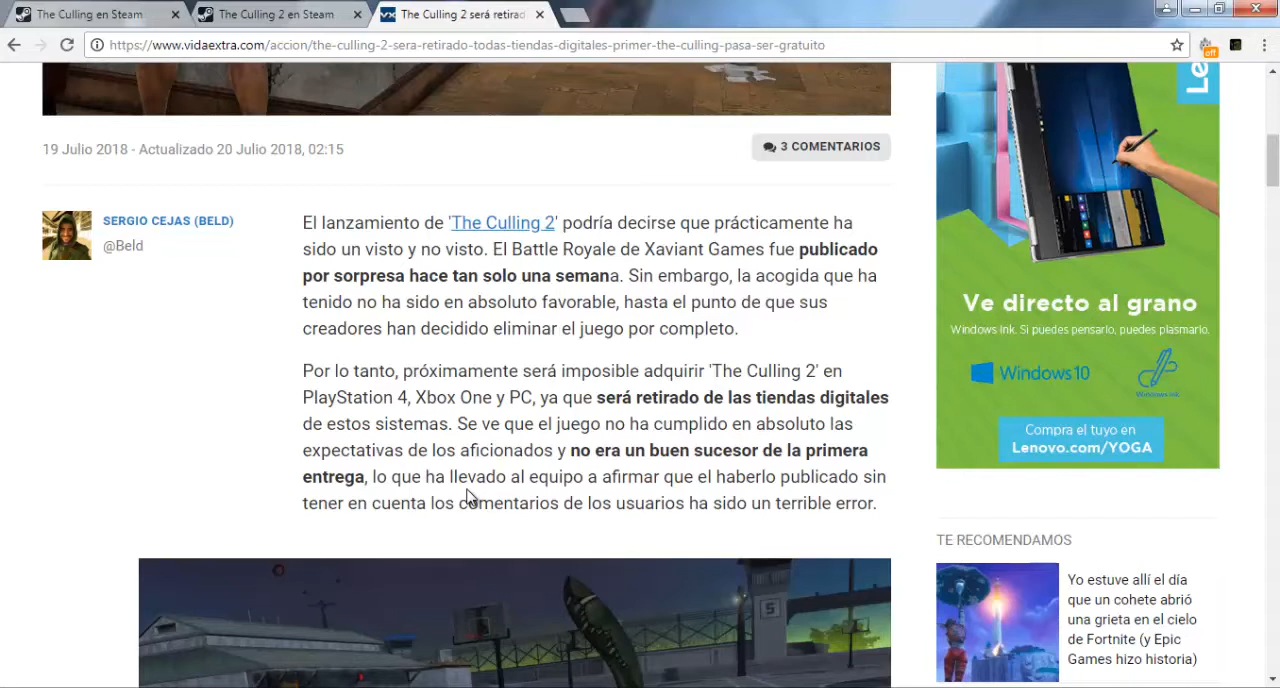 The Culling en Steam
The Culling 2 en Steam
The Culling 2 será retirad
https://www.vidaextra.com/accion/the-culling-2-sera-retirado-todas-tiendas-digitales-primer-the-culling-pasa-ser-gratuito
off
19 Julio 2018 - Actualizado 20 Julio 2018, 02:15
3 COMENTARIOS
SERGIO CEJAS (BELD)
@Beld
El lanzamiento de 'The Culling 2' podría decirse que prácticamente ha
sido un visto y no visto. El Battle Royale de Xaviant Games fue publicado
por sorpresa hace tan solo una semana. Sin embargo, la acogida que ha
tenido no ha sido en absoluto favorable, hasta el punto de que sus
creadores han decidido eliminar el juego por completo.
Por lo tanto, próximamente será imposible adquirir 'The Culling 2' en
PlayStation 4, Xbox One y PC, ya que será retirado de las tiendas digitales
de estos sistemas. Se ve que el juego no ha cumplido en absoluto las
expectativas de los aficionados y no era un buen sucesor de la primera
entrega, lo que ha llevado al equipo a afirmar que el haberlo publicado sin
tener en cuenta los comentarios de los usuarios ha sido un terrible error.
5
Le
Ve directo al grano
Windows Ink. Si puedes pensarlo, puedes plasmarlo.
Windows10
Windows Ink
Compra el tuyo en
Lenovo.com/YOGA
TE RECOMENDAMOS
Yo estuve allí el día
que un cohete abrió
una grieta en el cielo
de Fortnite (y Epic
Games hizo historia)